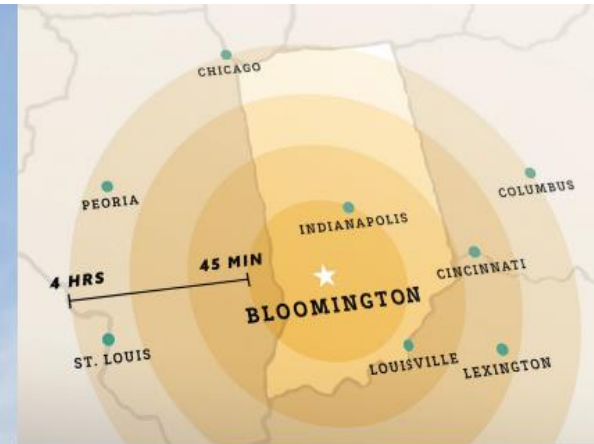 CHICAGO
PEORIA
COLUMBUS
INDIANAPOLIS
CINCINNATI
4 HRS
45 MIN
BLOOMINGTON
ST. LOUIS
LOUISVILLE
LEXINGTON